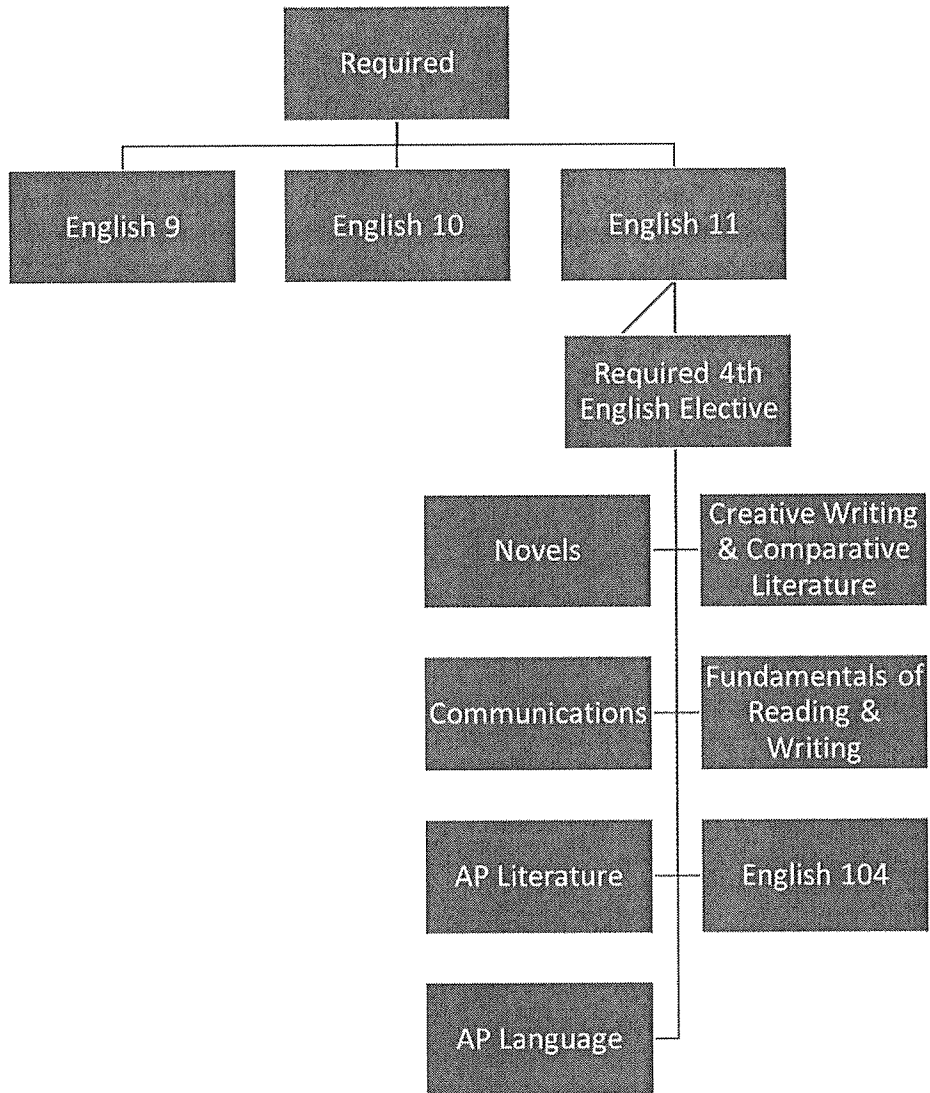 Required
English 9
English 10
English 11
Required 4th
English Elective
Novels
Creative Writing
& Comparative
Literature
Communications
Fundamentals of
Reading &
Writing
AP Literature
English 104
AP Language